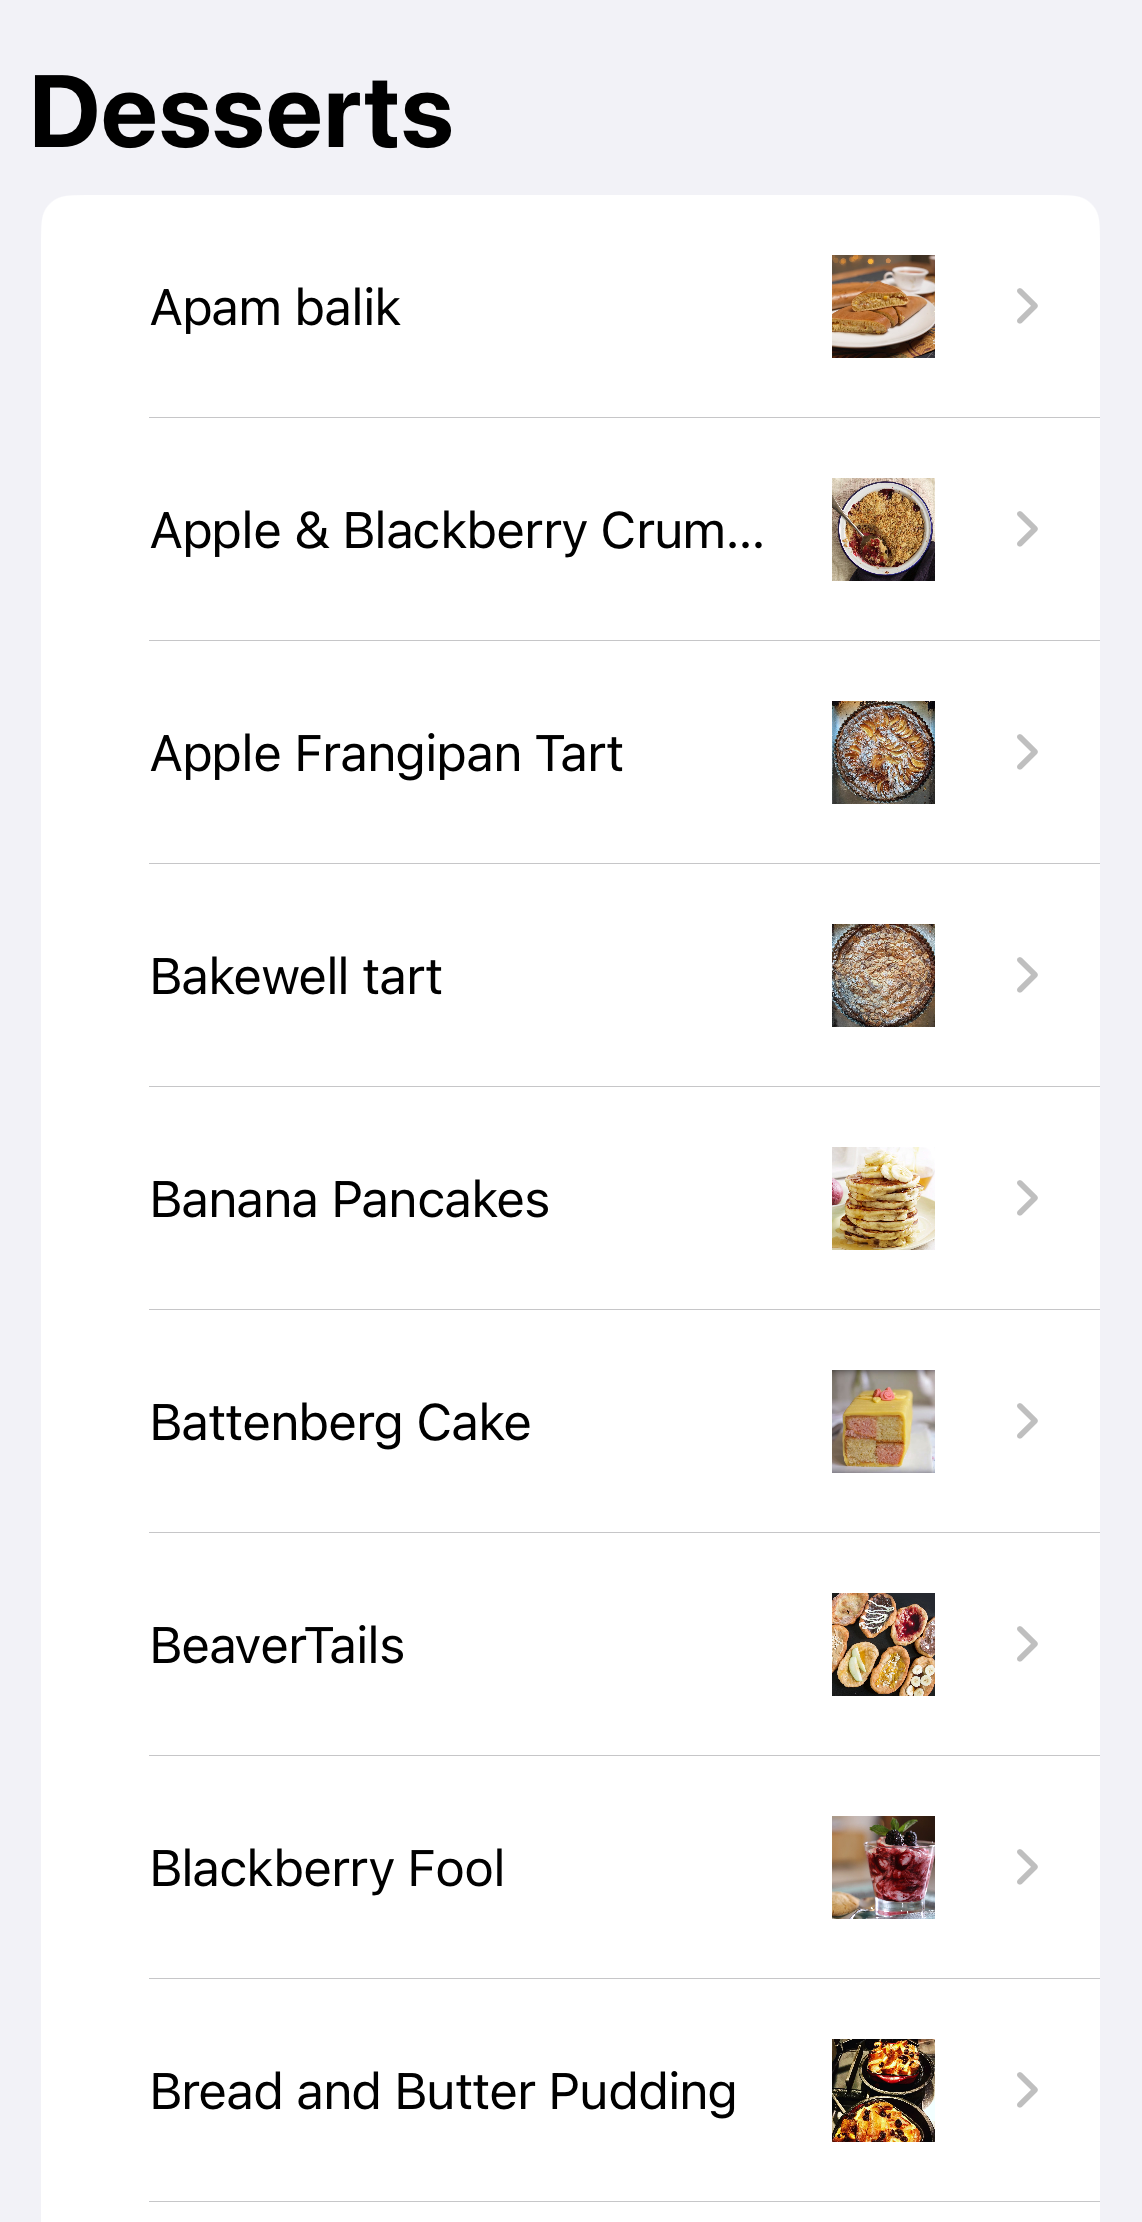 Desserts
Apam balik
Apple & Blackberry Crum...
Apple Frangipan Tart
Bakewell tart
Banana Pancakes
Battenberg Cake
BeaverTails
Blackberry Fool
Bread and Butter Pudding